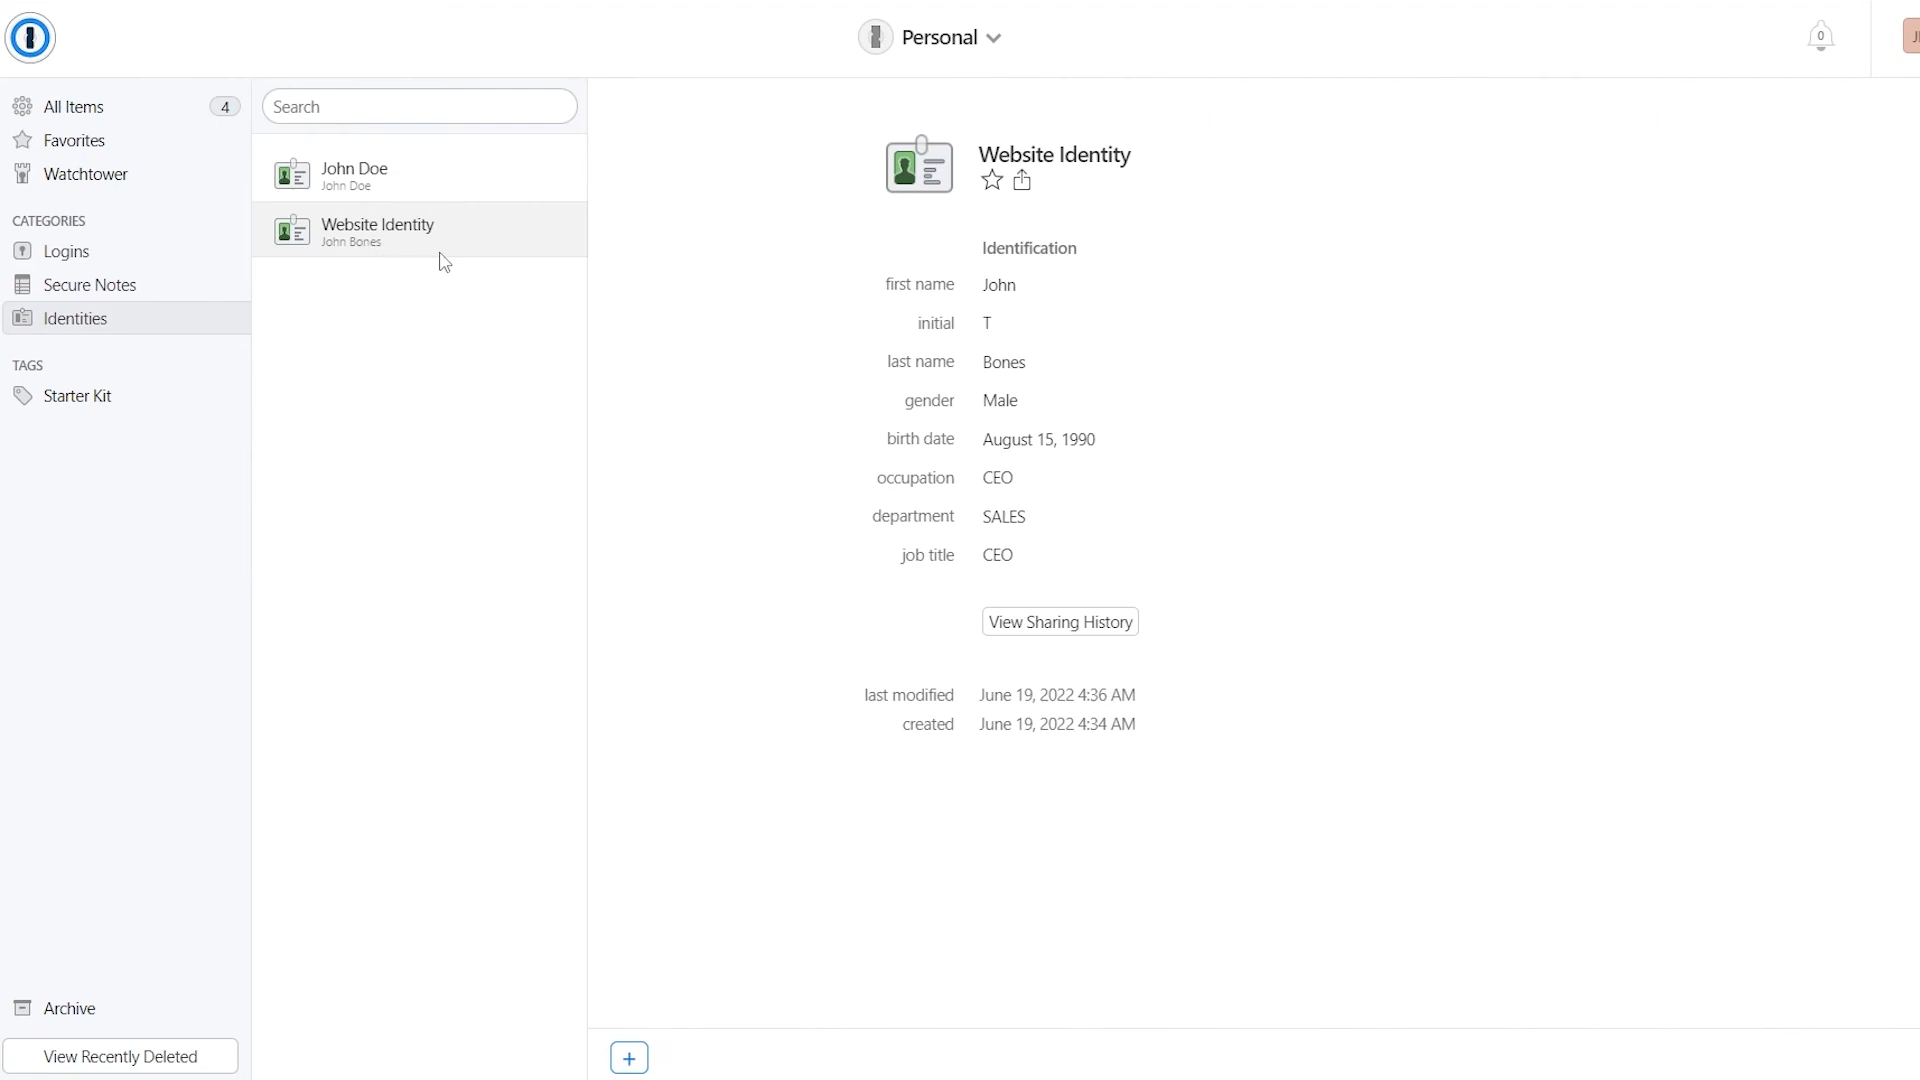 Personal
0
All Items 4
Favorites
Watchtower
CATEGORIES
Logins
Secure Notes
Identities
TAGS
Starter Kit
Archive
View Recently Deleted
Search
John Doe
John Doe
Website Identity
John Bones
Website Identity
Identification
first name John
initial T
last name Bones
gender Male
birth date August 15, 1990
occupation CEO
department SALES
job title CEO
View Sharing History
last modified June 19, 2022 4:36 AM
created June 19, 2022 4:34 AM
+